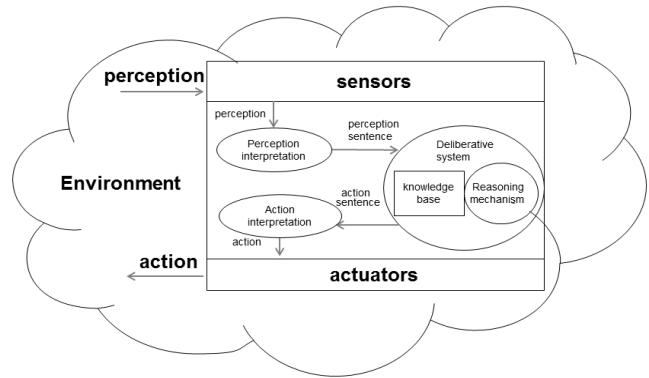 perception
sensors
perception
perception
sentence
Perception
interpretation
Deliberative
system
Environment
knowledge
base
Reasoning
mechanism
action
sentence
Action
interpretation
action
action
actuators